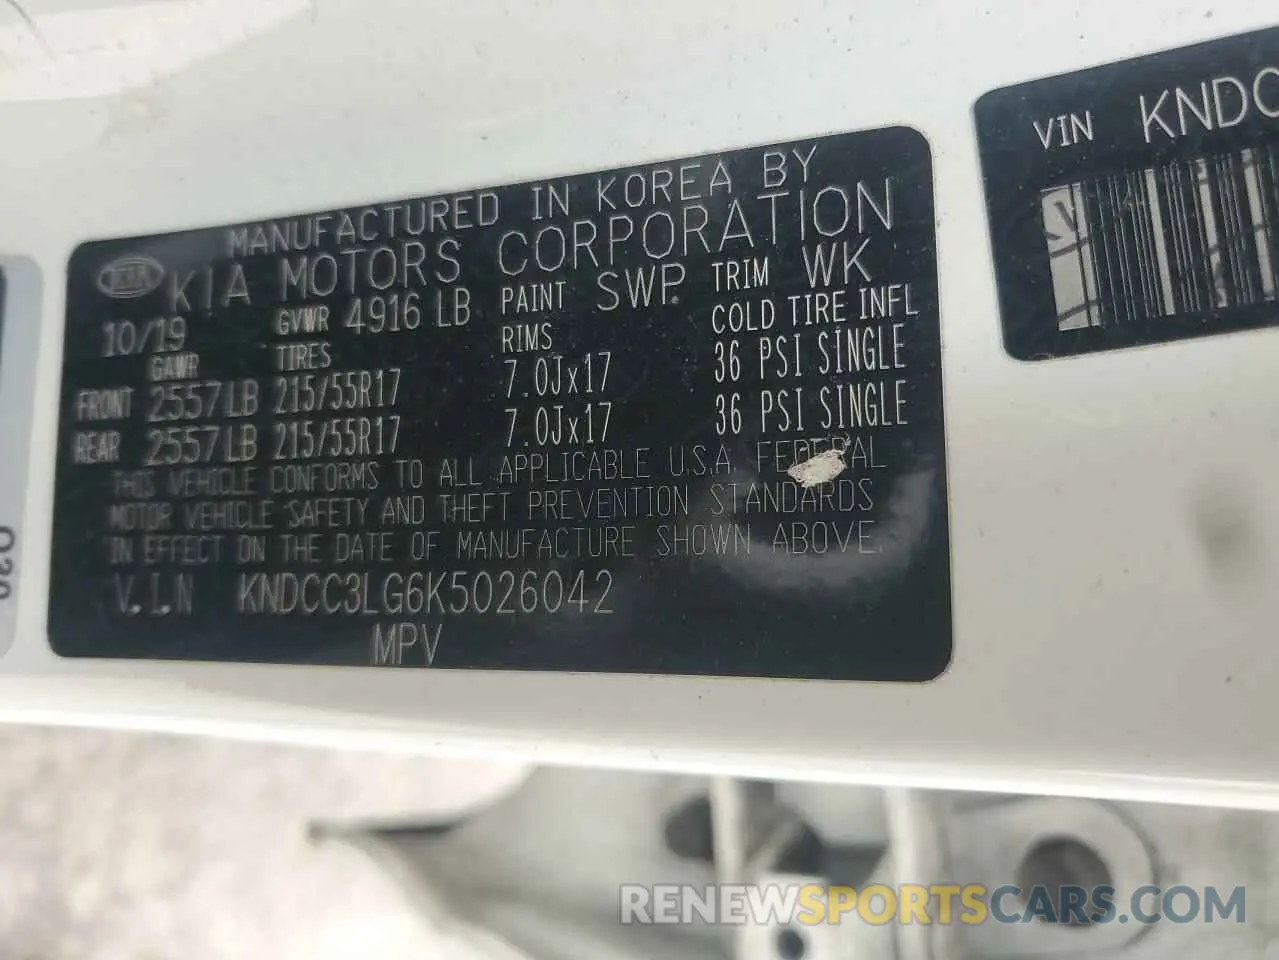 MANUFACTURED IN KOREA BY
KIA KIA MOTORS CORPORATION
10/19 GVWR 4916 LB PAINT SWP TRIM WK
GAWR TIRES RIMS COLD TIRE INFL
FRONT 2557LB 215/55R17 7.0Jx17 36 PSI SINGLE
REAR 2557LB 215/55R17 7.0Jx17 36 PSI SINGLE
THIS VEHICLE CONFORMS TO ALL APPLICABLE U.S.A. FEDERAL
MOTOR VEHICLE SAFETY AND THEFT PREVENTION STANDARDS
IN EFFECT ON THE DATE OF MANUFACTURE SHOWN ABOVE.
V.I.N KNDCC3LG6K5026042
MPV
VIN KNDC
RENEWSPORTSCARS.COM